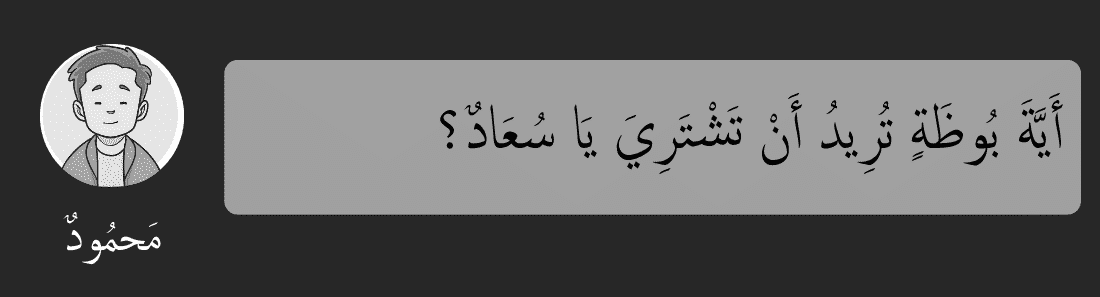 أَيَّةَ بُوظَةٍ تُرِيدُ أَنْ تَشْتَرِيَ يَا سُعَادٌ؟
مَحمُودٌ